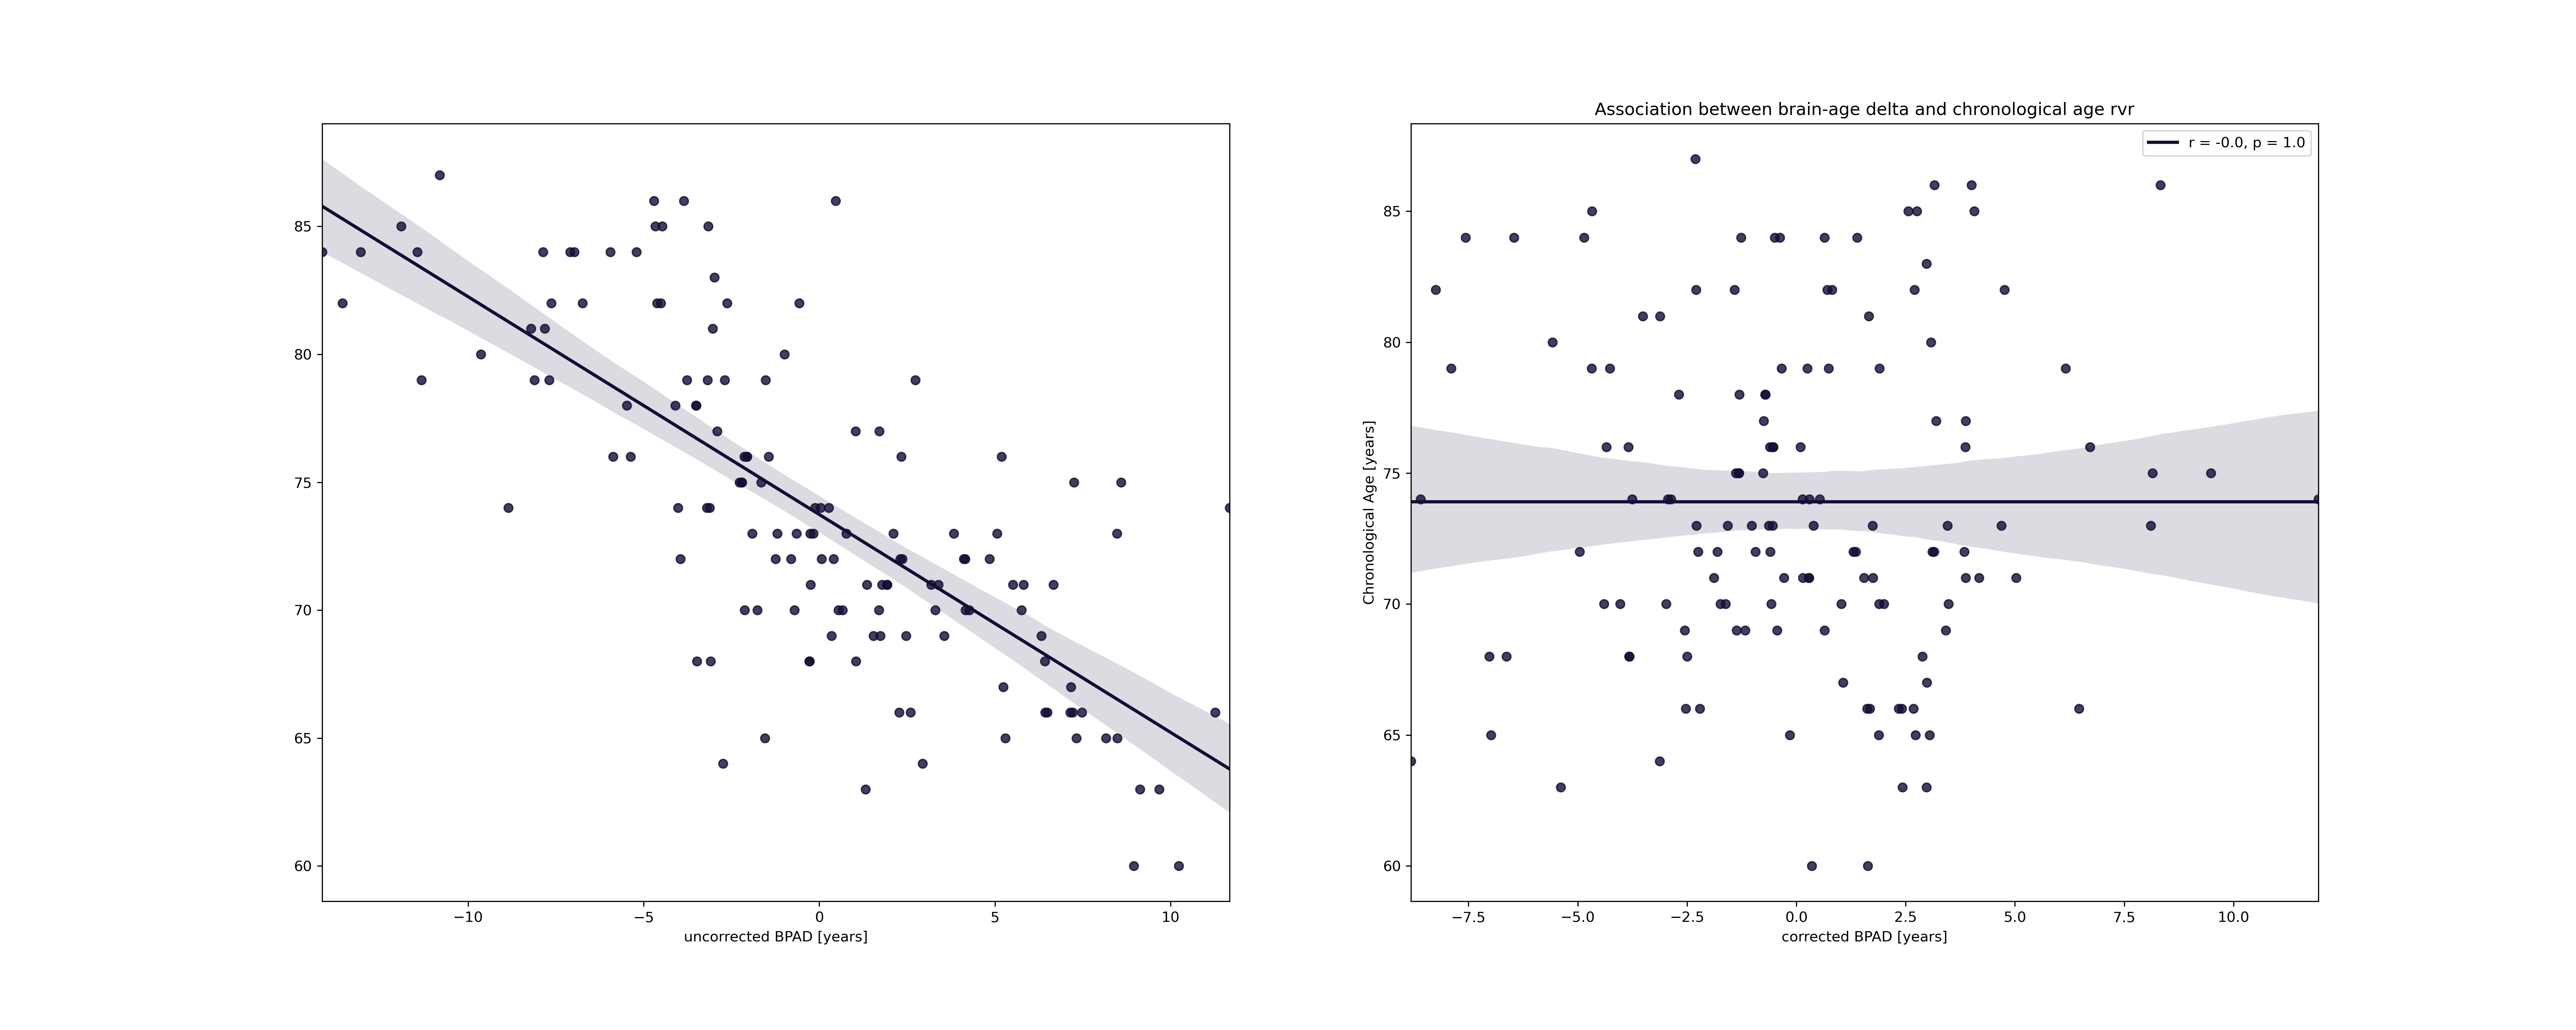 85
80
75
70
65
60
−10 −5 0 5 10
uncorrected BPAD [years]
Association between brain-age delta and chronological age rvr
r = -0.0, p = 1.0
Chronological Age [years]
85
80
75
70
65
60
−7.5 −5.0 −2.5 0.0 2.5 5.0 7.5 10.0
corrected BPAD [years]